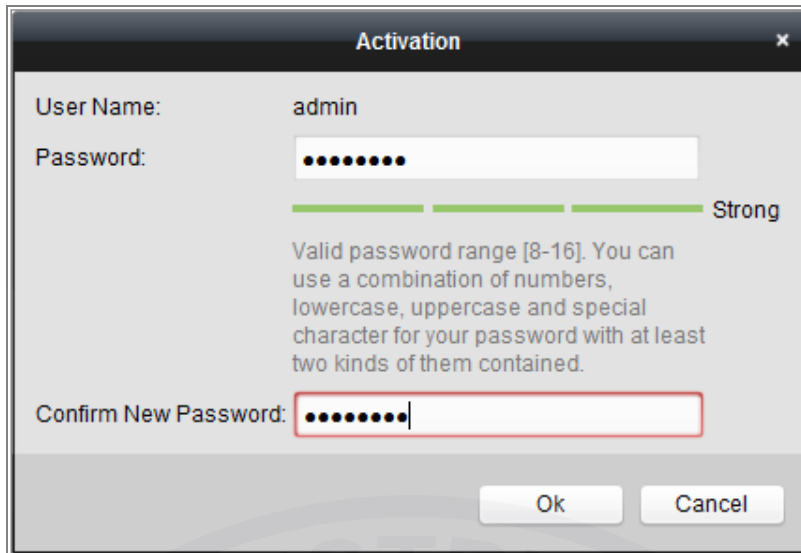 Activation
×
User Name: admin
Password: ●●●●●●●●
Strong
Valid password range [8-16]. You can
use a combination of numbers,
lowercase, uppercase and special
character for your password with at least
two kinds of them contained.
Confirm New Password: ●●●●●●●●
Ok Cancel